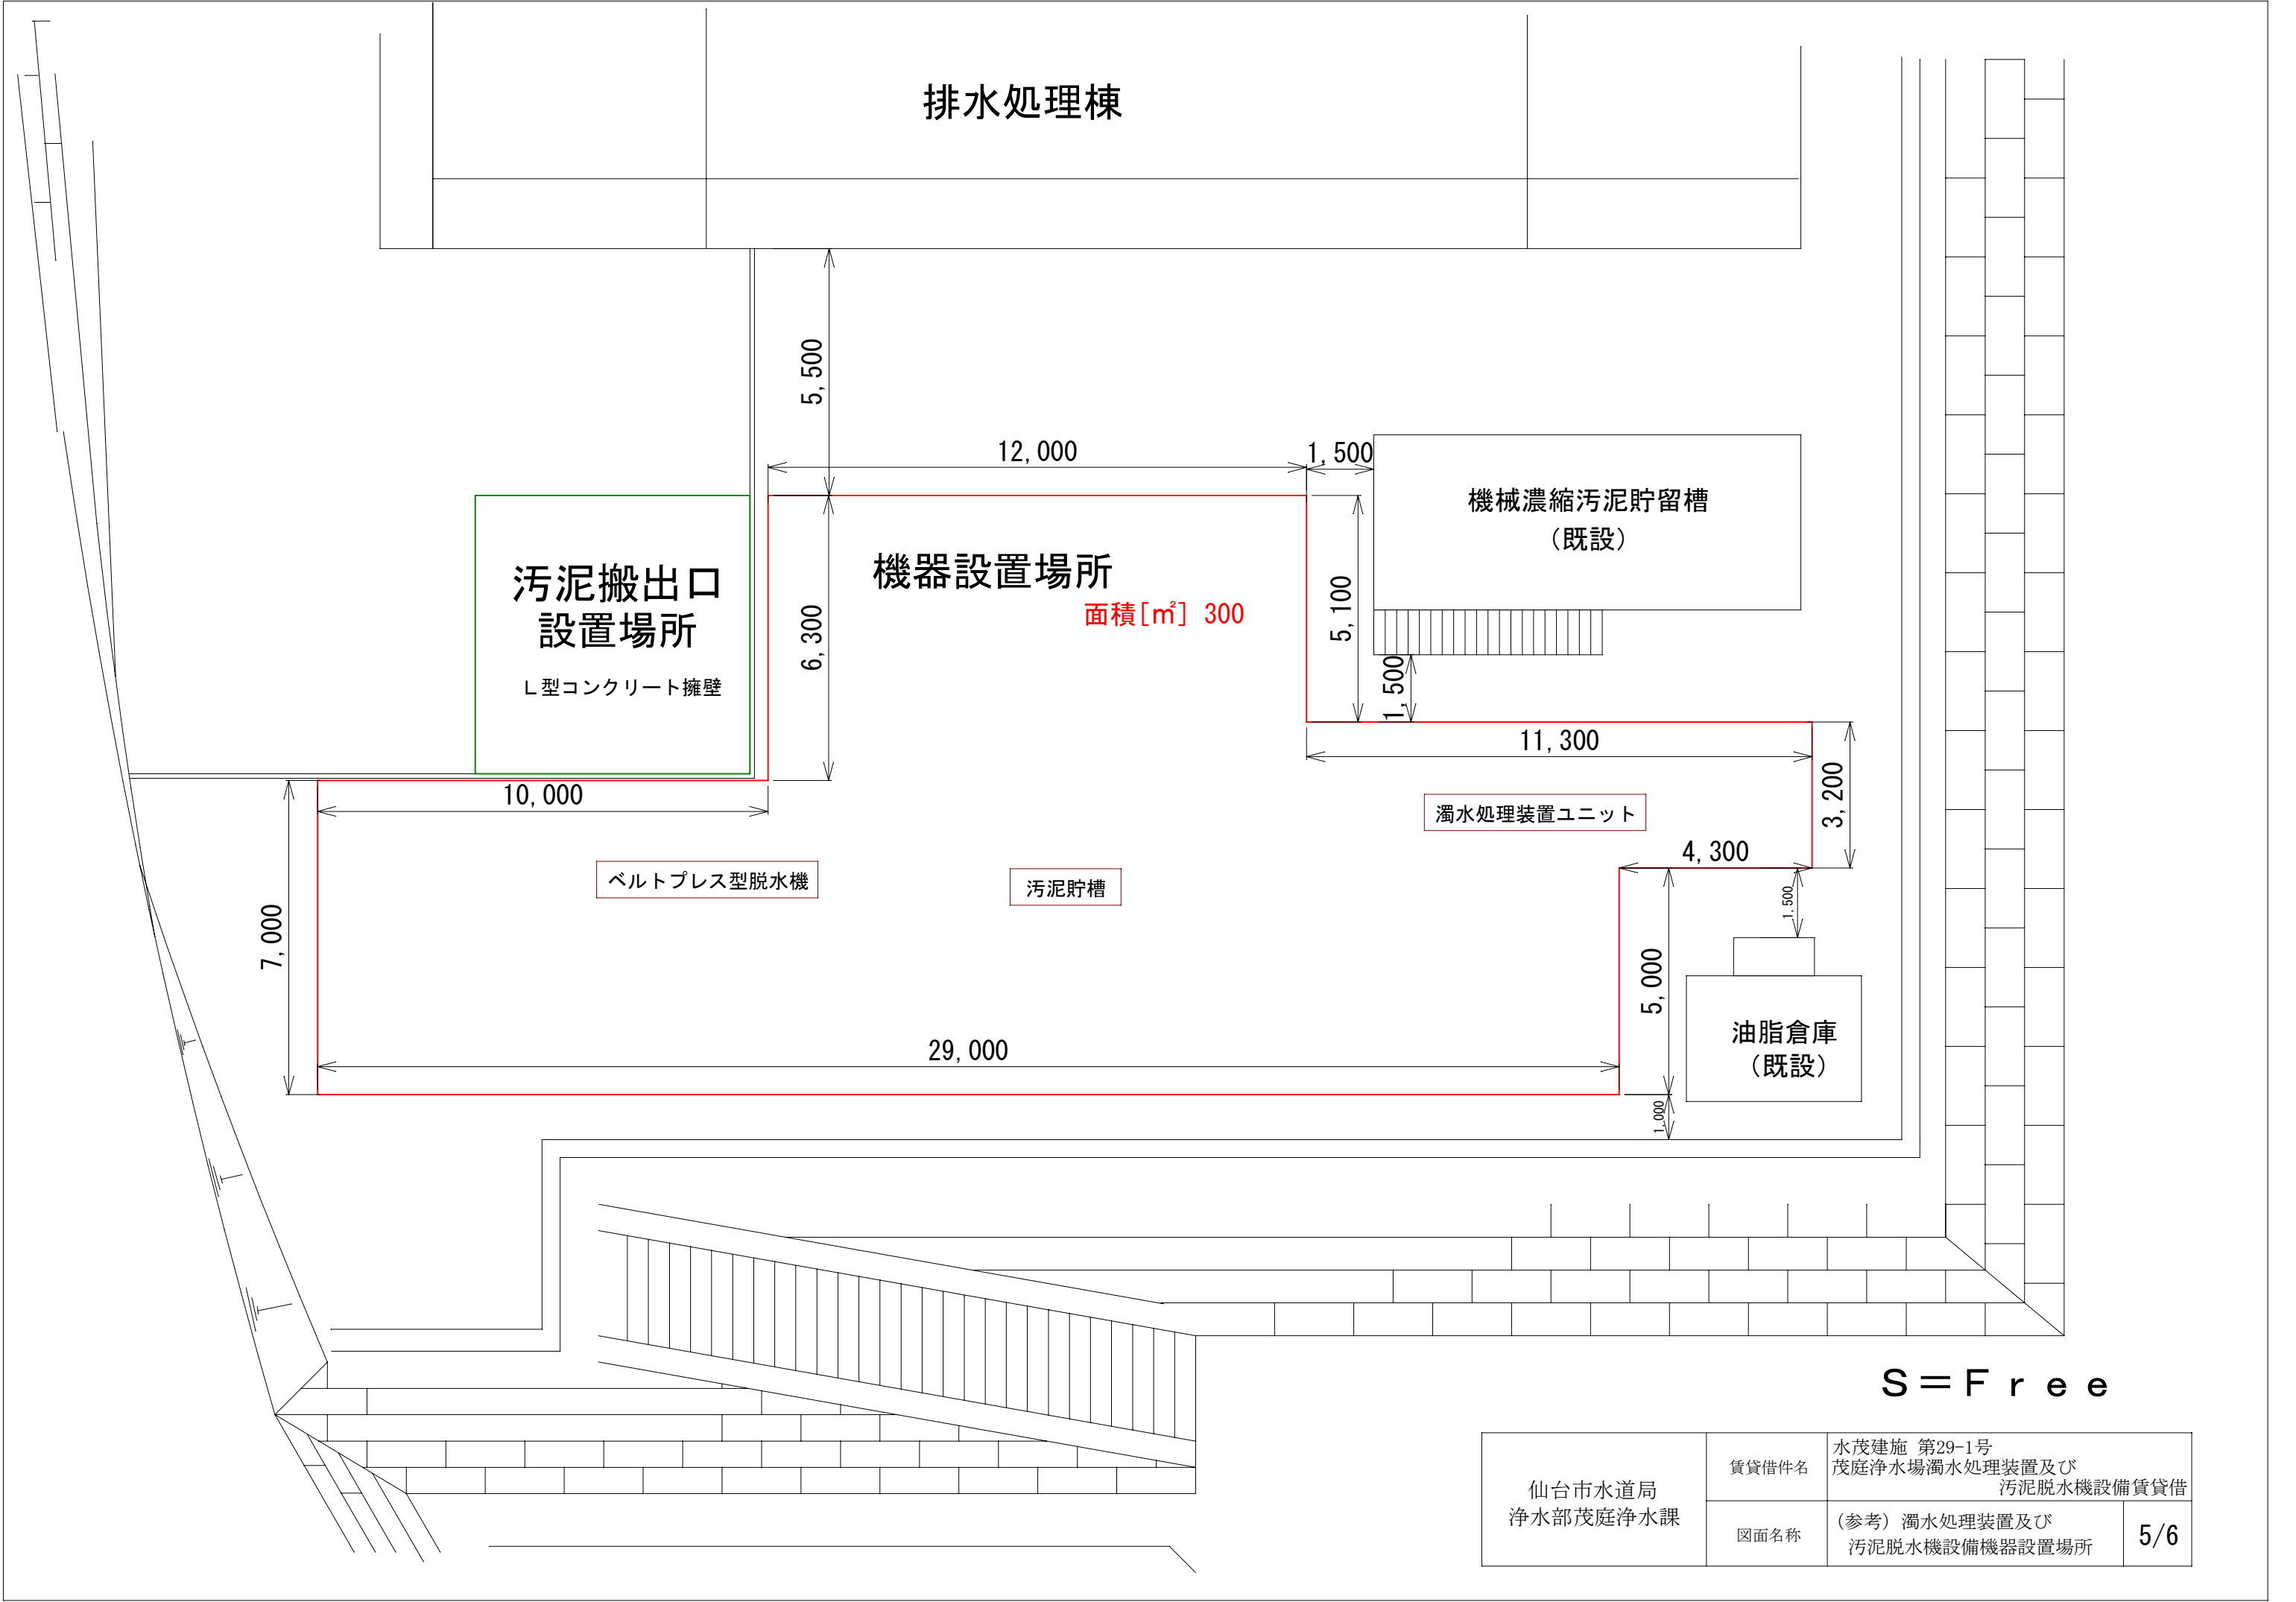 排水処理棟
5,500
12,000
1,500
機械濃縮汚泥貯留槽
（既設）
汚泥搬出口
設置場所
L型コンクリート擁壁
機器設置場所
面積[㎡] 300
6,300
5,100
1,500
11,300
10,000
3,200
濁水処理装置ユニット
4,300
ベルトプレス型脱水機
汚泥貯槽
1,500
7,000
5,000
油脂倉庫
（既設）
29,000
1,000
S＝Ｆｒｅｅ
仙台市水道局
浄水部茂庭浄水課
賃貸借件名
水茂建施 第29-1号
茂庭浄水場濁水処理装置及び
汚泥脱水機設備賃貸借
図面名称
（参考）濁水処理装置及び
汚泥脱水機設備機器設置場所
5/6